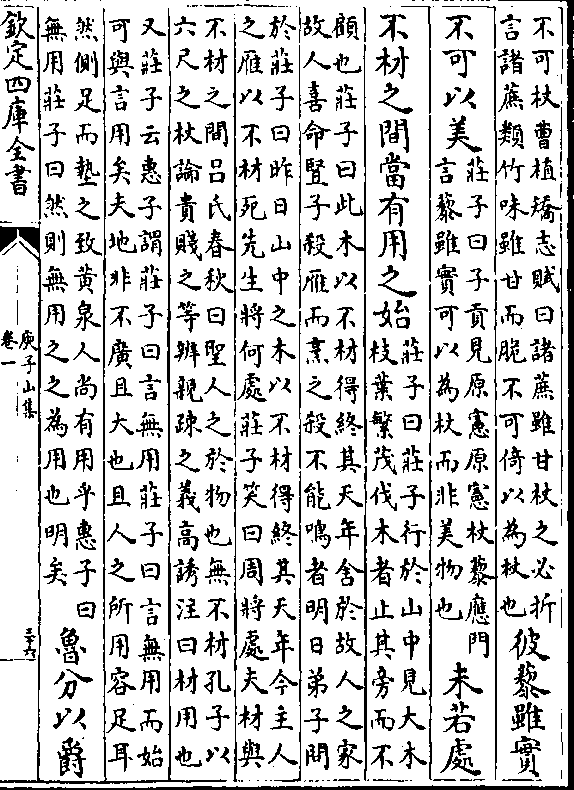 不可杖曹植矯志賦曰諸蔗雖甘杖之必折
言諸蔗類竹味雖甘而脆不可倚以為杖也
彼藜雖實
不可以美
莊子曰子貢見原憲原憲杖藜應門
言藜雖實可以為杖而非美物也
未若處
不材之間當有用之始
莊子曰莊子行於山中見大木
枝葉繁茂伐木者止其旁而不
顧也莊子曰此木以不材得終其天年舍於故人之家
故人喜命豎子殺雁而烹之殺不能鳴者明日弟子問
於莊子曰昨日山中之木以不材得終其天年今主人
之雁以不材死先生將何處莊子笑曰周將處夫材與
不材之間呂氏春秋曰聖人之於物也無不材孔子以
六尺之杖論貴賤之等辨親疎之義高誘注曰材用也
又莊子云惠子謂莊子曰言無用莊子曰言無用而始
可與言用矣夫地非不廣且大也且人之所用容足耳
然側足而墊之致黄泉人尚有用乎惠子曰
無用莊子曰然則無用之之為用也明矣
魯分以爵
欽定四庫全書
庾子山集
卷一
三十六